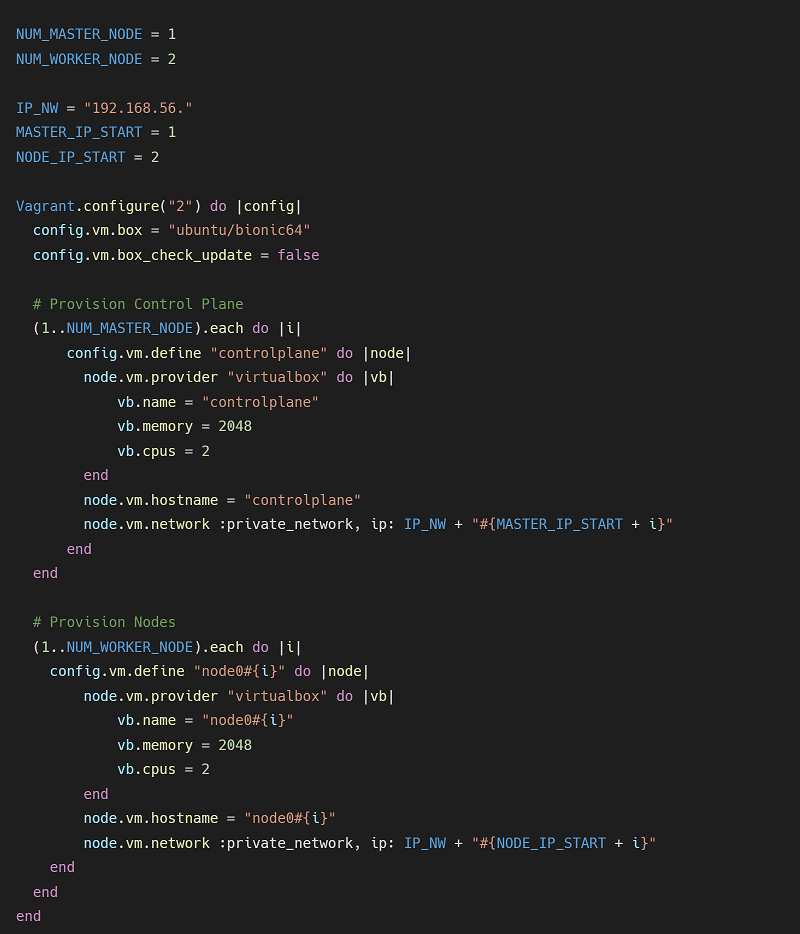 NUM_MASTER_NODE = 1
NUM_WORKER_NODE = 2

IP_NW = "192.168.56."
MASTER_IP_START = 1
NODE_IP_START = 2

Vagrant.configure("2") do |config|
  config.vm.box = "ubuntu/bionic64"
  config.vm.box_check_update = false

  # Provision Control Plane
  (1..NUM_MASTER_NODE).each do |i|
      config.vm.define "controlplane" do |node|
        node.vm.provider "virtualbox" do |vb|
            vb.name = "controlplane"
            vb.memory = 2048
            vb.cpus = 2
        end
        node.vm.hostname = "controlplane"
        node.vm.network :private_network, ip: IP_NW + "#{MASTER_IP_START + i}"
      end
  end

  # Provision Nodes
  (1..NUM_WORKER_NODE).each do |i|
    config.vm.define "node0#{i}" do |node|
        node.vm.provider "virtualbox" do |vb|
            vb.name = "node0#{i}"
            vb.memory = 2048
            vb.cpus = 2
        end
        node.vm.hostname = "node0#{i}"
        node.vm.network :private_network, ip: IP_NW + "#{NODE_IP_START + i}"
    end
  end
end